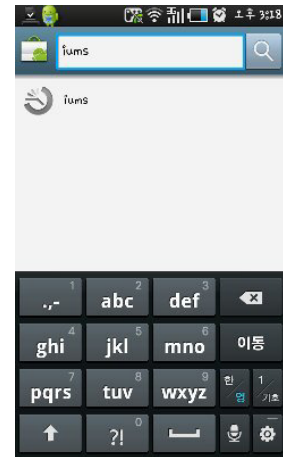 오후 3:28
iums
iums
.,- 1
abc 2
def 3
ghi 4
jkl 5
mno 6
이동
pqrs 7
tuv 8
wxyz 9
한/영
1/기호
?! 0